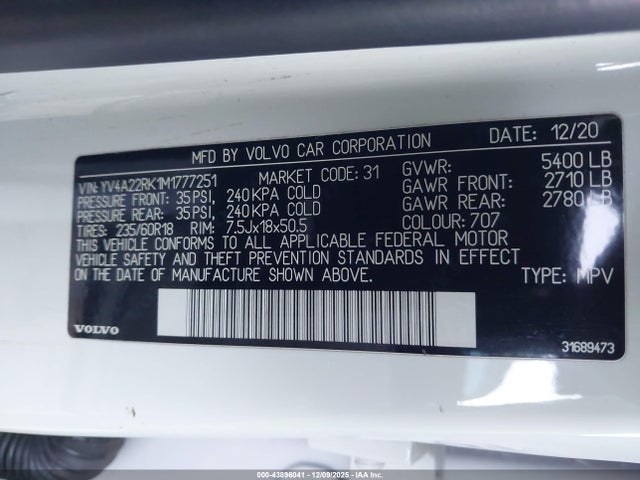 MFD BY VOLVO CAR CORPORATION DATE: 12/20
VIN: YV4A22RK1M1777251 MARKET CODE: 31 GVWR: 5400 LB
PRESSURE FRONT: 35PSI, 240KPA COLD GAWR FRONT: 2710 LB
PRESSURE REAR: 35PSI, 240KPA COLD GAWR REAR: 2780 LB
TIRES: 235/60R18 RIM: 7.5Jx18x50.5 COLOUR: 707
THIS VEHICLE CONFORMS TO ALL APPLICABLE FEDERAL MOTOR
VEHICLE SAFETY AND THEFT PREVENTION STANDARDS IN EFFECT
ON THE DATE OF MANUFACTURE SHOWN ABOVE. TYPE: MPV
VOLVO 31689473
000-43896041 - 12/09/2025 - IAA Inc.